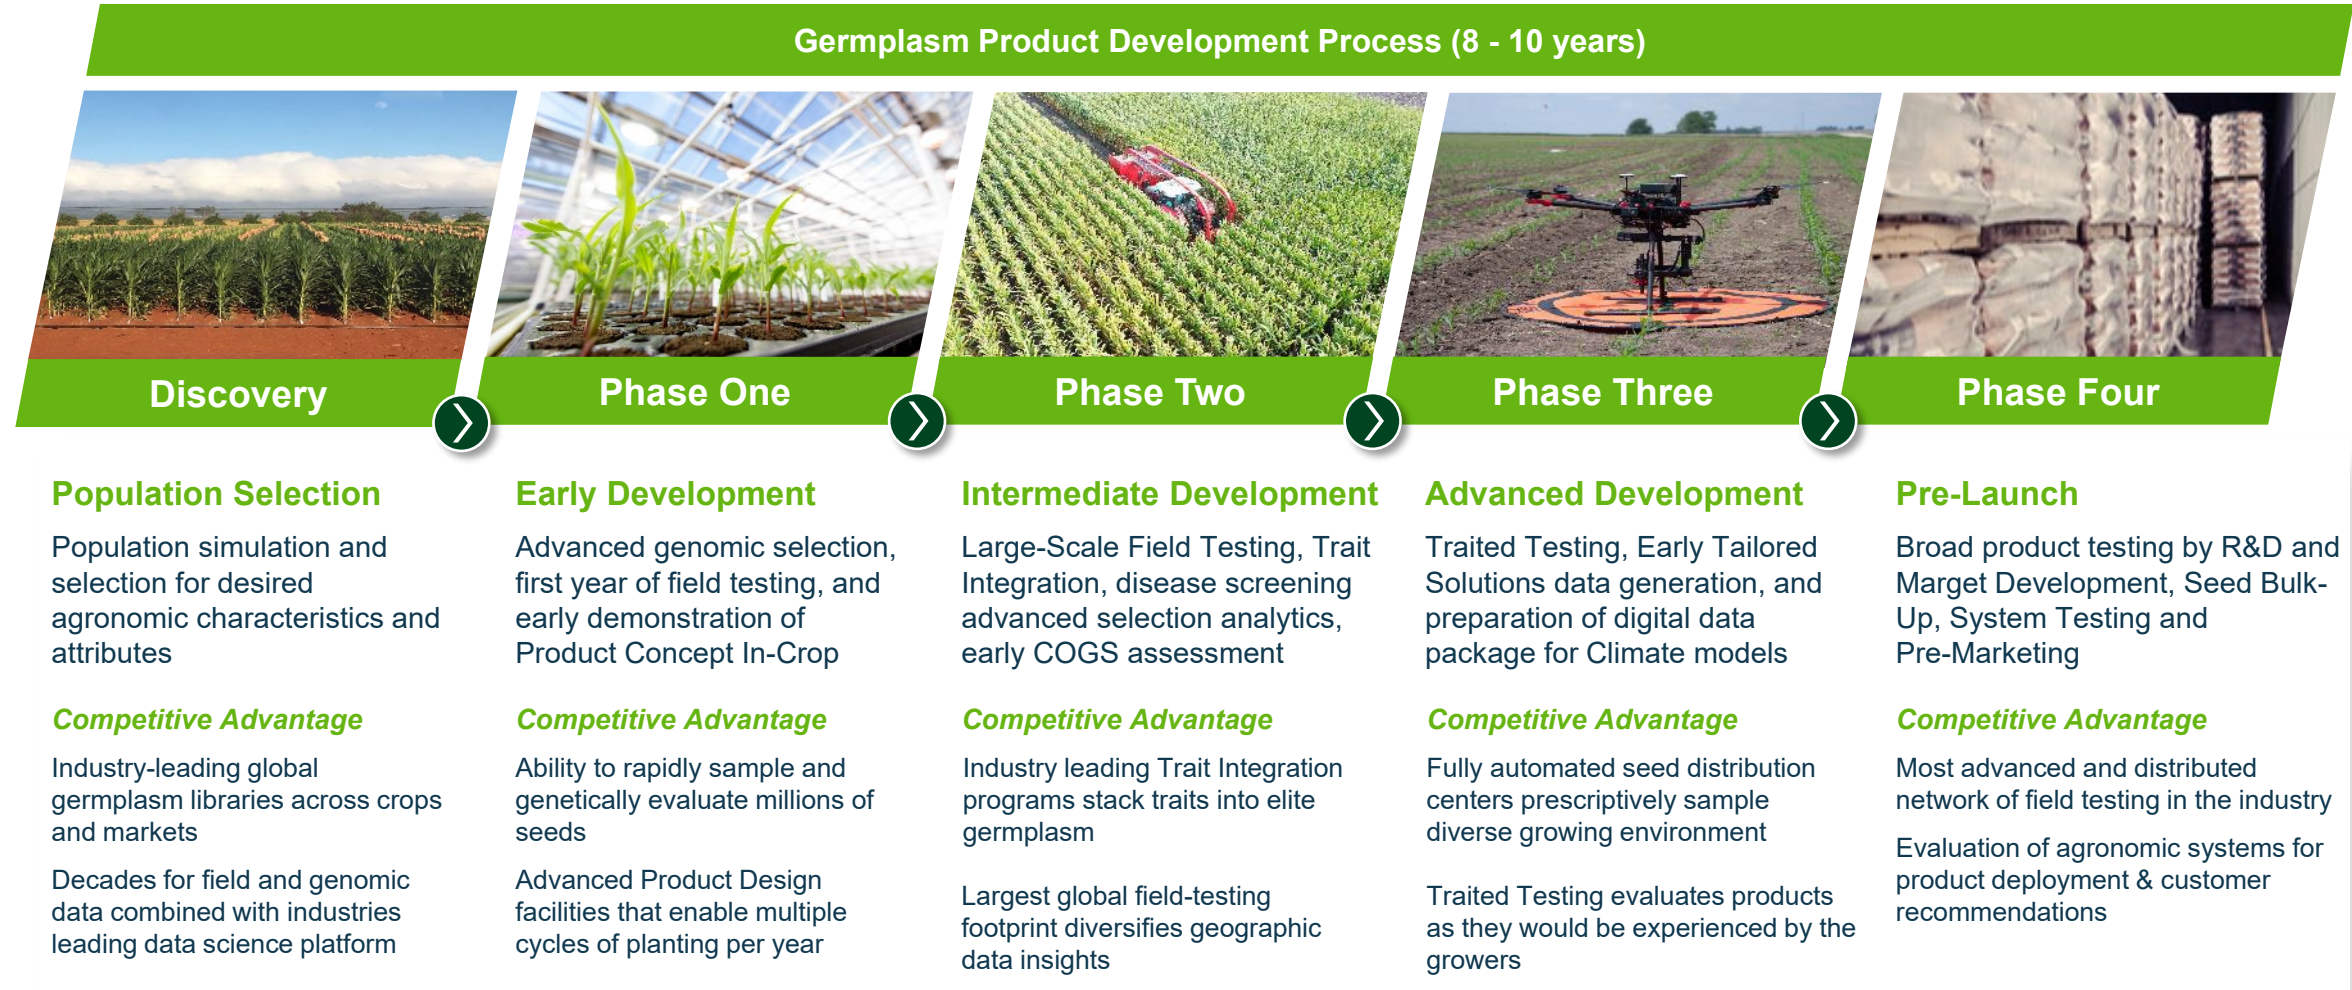 Germplasm Product Development Process (8 - 10 years)
Discovery
Phase One
Phase Two
Phase Three
Phase Four
Population Selection
Population simulation and
selection for desired
agronomic characteristics and
attributes
Competitive Advantage
Industry-leading global
germplasm libraries across crops
and markets
Decades for field and genomic
data combined with industries
leading data science platform
Early Development
Advanced genomic selection,
first year of field testing, and
early demonstration of
Product Concept In-Crop
Competitive Advantage
Ability to rapidly sample and
genetically evaluate millions of
seeds
Advanced Product Design
facilities that enable multiple
cycles of planting per year
Intermediate Development
Large-Scale Field Testing, Trait
Integration, disease screening
advanced selection analytics,
early COGS assessment
Competitive Advantage
Industry leading Trait Integration
programs stack traits into elite
germplasm
Largest global field-testing
footprint diversifies geographic
data insights
Advanced Development
Traited Testing, Early Tailored
Solutions data generation, and
preparation of digital data
package for Climate models
Competitive Advantage
Fully automated seed distribution
centers prescriptively sample
diverse growing environment
Traited Testing evaluates products
as they would be experienced by the
growers
Pre-Launch
Broad product testing by R&D and
Marget Development, Seed Bulk-
Up, System Testing and
Pre-Marketing
Competitive Advantage
Most advanced and distributed
network of field testing in the industry
Evaluation of agronomic systems for
product deployment & customer
recommendations